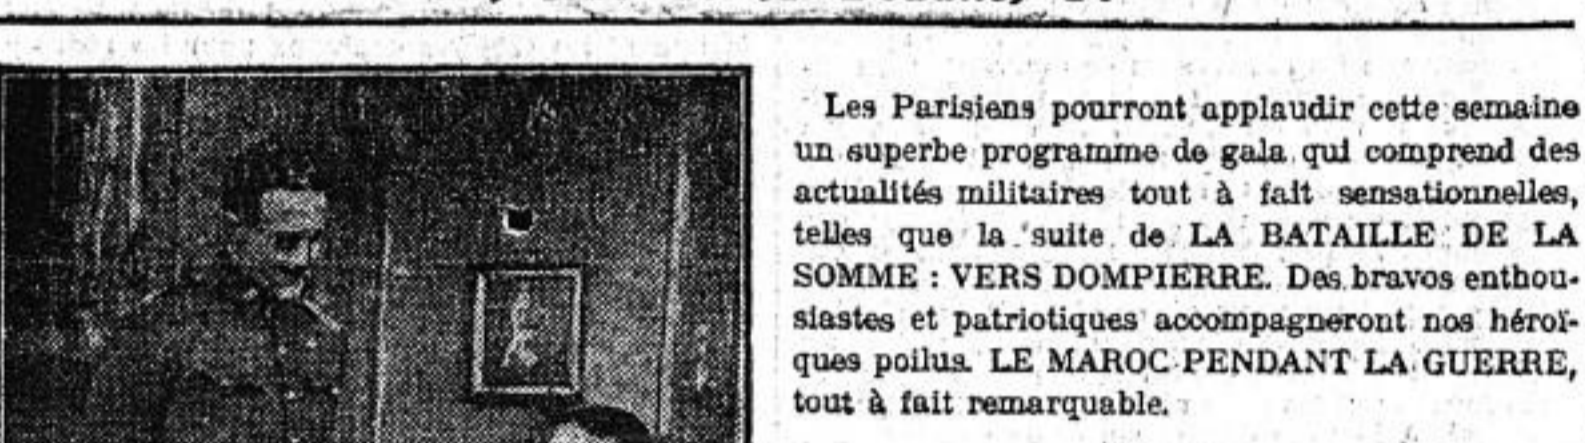 Les Parisiens pourront applaudir cette semaine
un superbe programme de gala qui comprend des
actualités militaires tout à fait sensationnelles,
telles que la suite de LA BATAILLE DE LA
SOMME : VERS DOMPIERRE. Des bravos enthou-
siastes et patriotiques accompagneront nos héroï-
ques poilus. LE MAROC PENDANT LA GUERRE,
tout à fait remarquable.